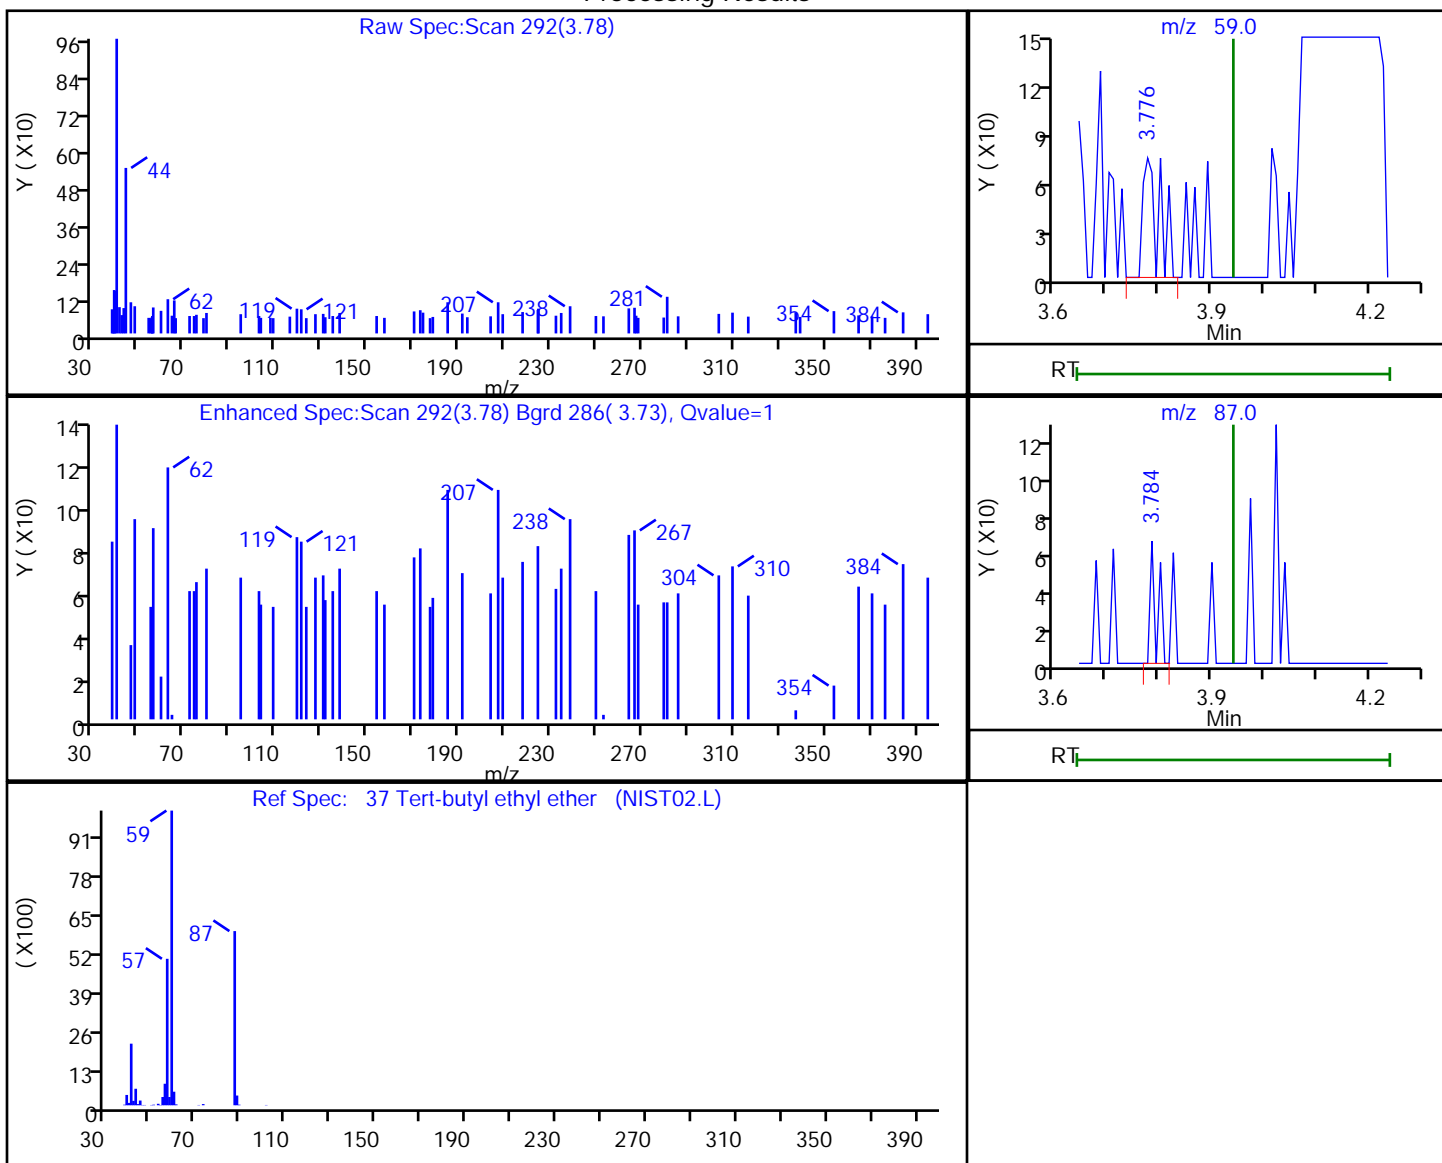 Processing Results
Raw Spec:Scan 292(3.78)
Y ( X10)
96
84
72
60
48
36
24
12
0
44
62
119
121
207
238
281
354
384
30 70 110 150 190 230 270 310 350 390
m/z
m/z 59.0
Y ( X10)
15
12
9
6
3
0
3.776
3.6 3.9 4.2
Min
RT
Enhanced Spec:Scan 292(3.78) Bgrd 286( 3.73), Qvalue=1
Y ( X10)
14
12
10
8
6
4
2
0
62
119
121
207
238
267
304
310
354
384
30 70 110 150 190 230 270 310 350 390
m/z
m/z 87.0
Y ( X10)
12
10
8
6
4
2
0
3.784
3.6 3.9 4.2
Min
RT
Ref Spec: 37 Tert-butyl ethyl ether (NIST02.L)
( X100)
91
78
65
52
39
26
13
0
59
57
87
30 70 110 150 190 230 270 310 350 390